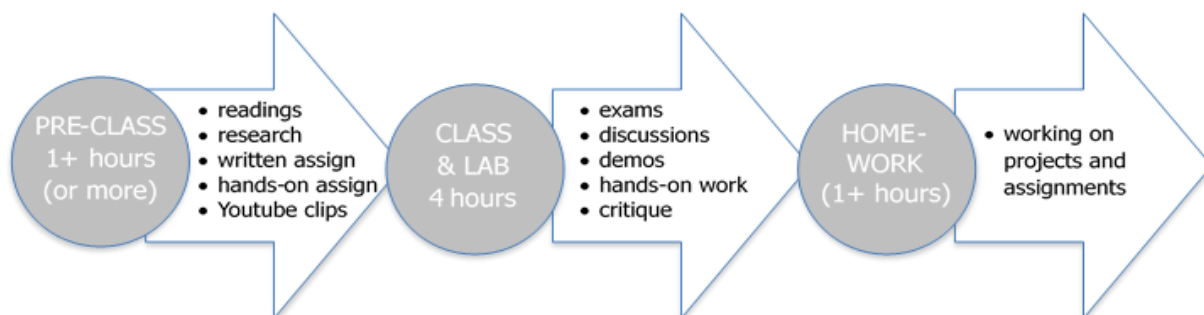 PRE-CLASS
1+ hours
(or more)
• readings
• research
• written assign
• hands-on assign
• Youtube clips
CLASS
& LAB
4 hours
• exams
• discussions
• demos
• hands-on work
• critique
HOME-
WORK
(1+ hours)
• working on
projects and
assignments